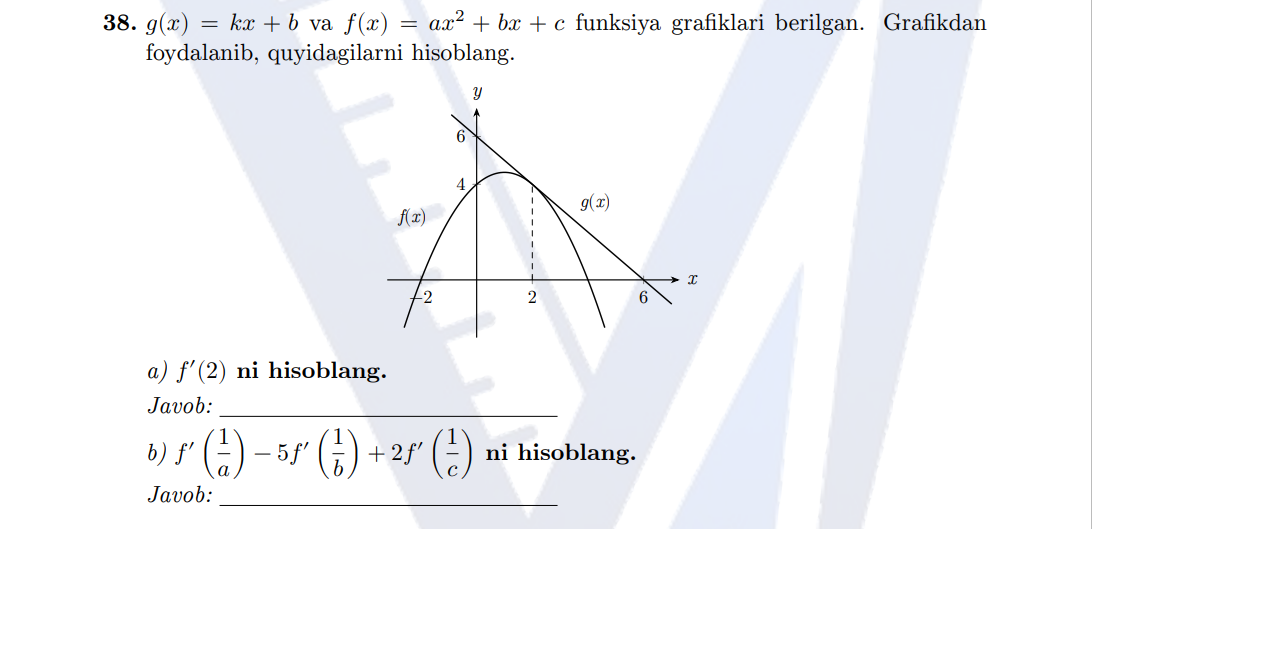 38. g(x) = kx + b va f(x) = ax² + bx + c funksiya grafiklari berilgan. Grafikdan
foydalanib, quyidagilarni hisoblang.
y
6
4
g(x)
f(x)
x
−2
2
6
a) f′(2) ni hisoblang.
Javob:
b) f′(1/a) − 5f′(1/b) + 2f′(1/c) ni hisoblang.
Javob: